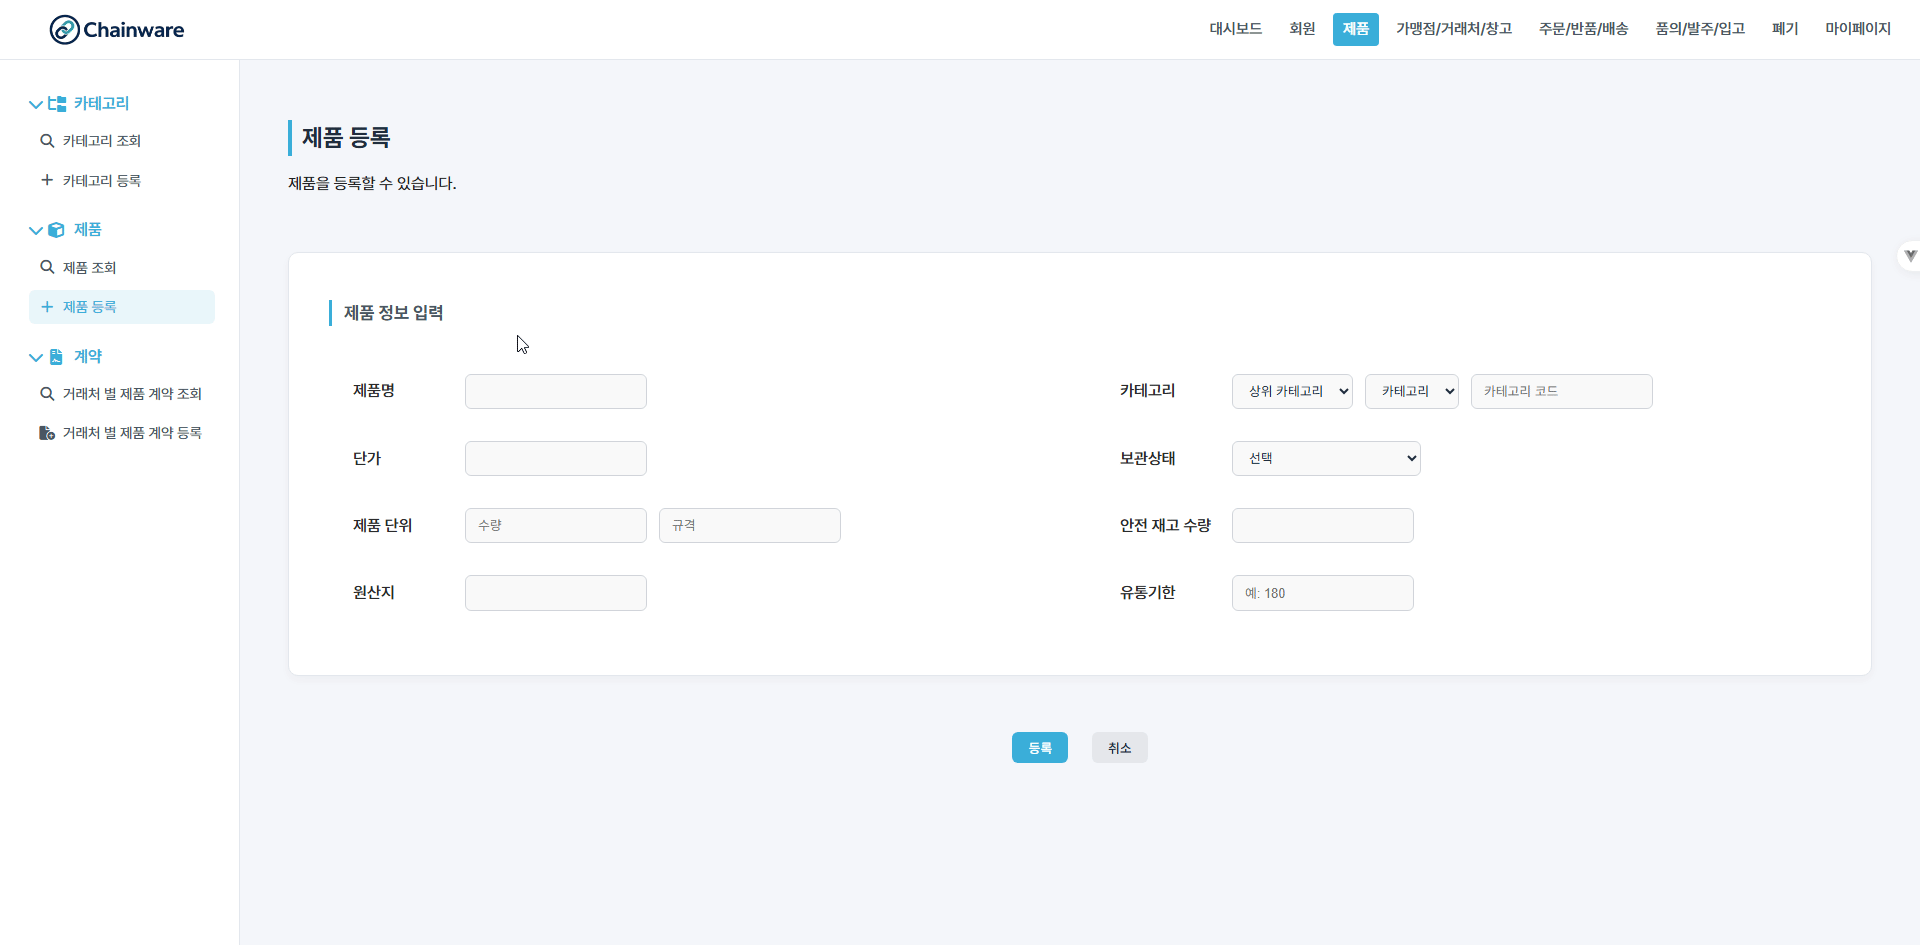 Chainware
대시보드 회원 제품 가맹점/거래처/창고 주문/반품/배송 품의/발주/입고 폐기 마이페이지
카테고리
카테고리 조회
카테고리 등록
제품
제품 조회
제품 등록
계약
거래처 별 제품 계약 조회
거래처 별 제품 계약 등록
제품 등록
제품을 등록할 수 있습니다.
제품 정보 입력
제품명
카테고리 상위 카테고리 카테고리 카테고리 코드
단가
보관상태 선택
제품 단위 수량 규격
안전 재고 수량
원산지
유통기한 예: 180
등록 취소